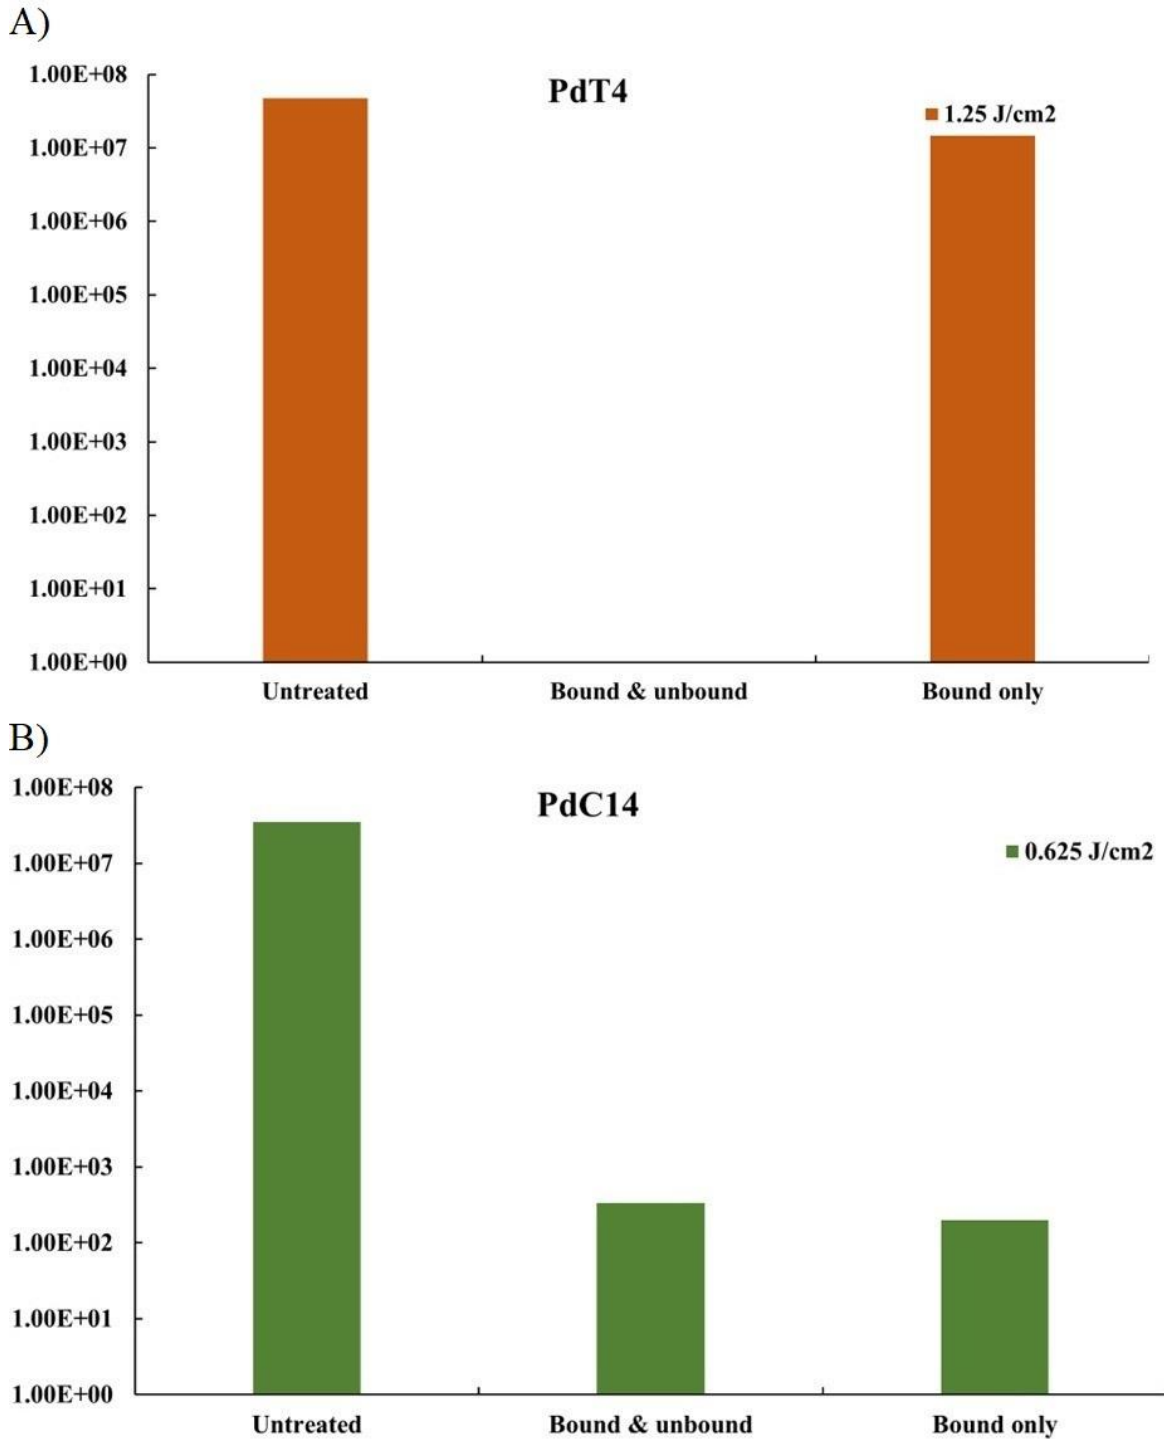 A)
PdT4
1.25 J/cm2
1.00E+08
1.00E+07
1.00E+06
1.00E+05
1.00E+04
1.00E+03
1.00E+02
1.00E+01
1.00E+00
Untreated Bound & unbound Bound only
B)
PdC14
0.625 J/cm2
1.00E+08
1.00E+07
1.00E+06
1.00E+05
1.00E+04
1.00E+03
1.00E+02
1.00E+01
1.00E+00
Untreated Bound & unbound Bound only